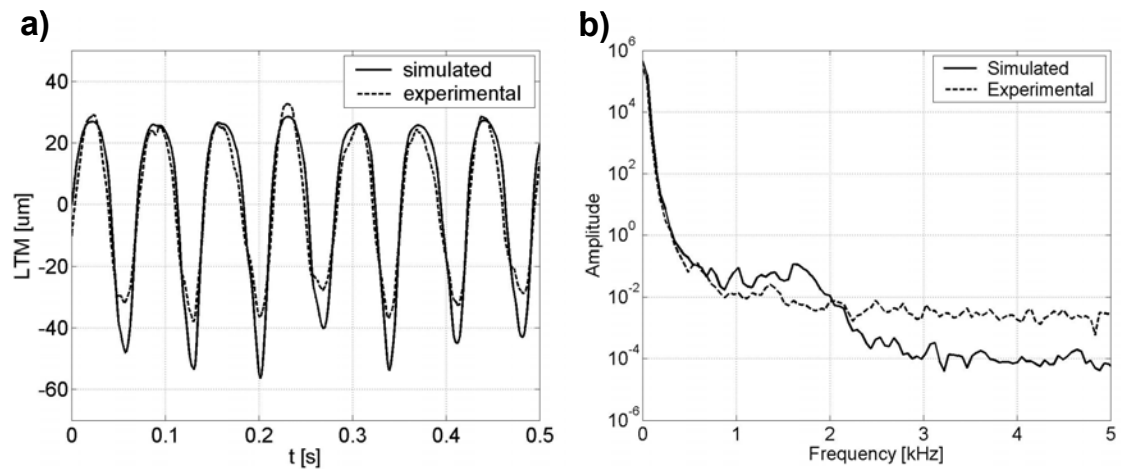 a)
simulated
experimental
40
20
0
-20
-40
-60
LTM [um]
0 0.1 0.2 0.3 0.4 0.5
t [s]
b)
Simulated
Experimental
10^6
10^4
10^2
10^0
10^-2
10^-4
10^-6
Amplitude
0 1 2 3 4 5
Frequency [kHz]